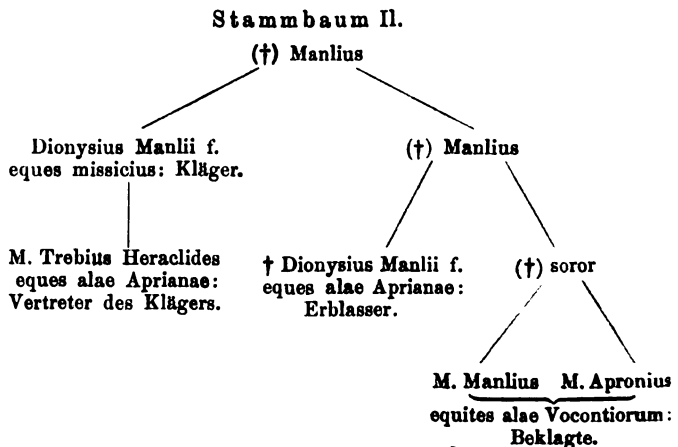 Stammbaum II.
(†) Manlius
Dionysius Manlii f.
eques missicius: Kläger.
(†) Manlius
M. Trebius Heraclides
eques alae Aprianae:
Vertreter des Klägers.
† Dionysius Manlii f.
eques alae Aprianae:
Erblasser.
(†) soror
M. Manlius M. Apronius
equites alae Vocontiorum:
Beklagte.